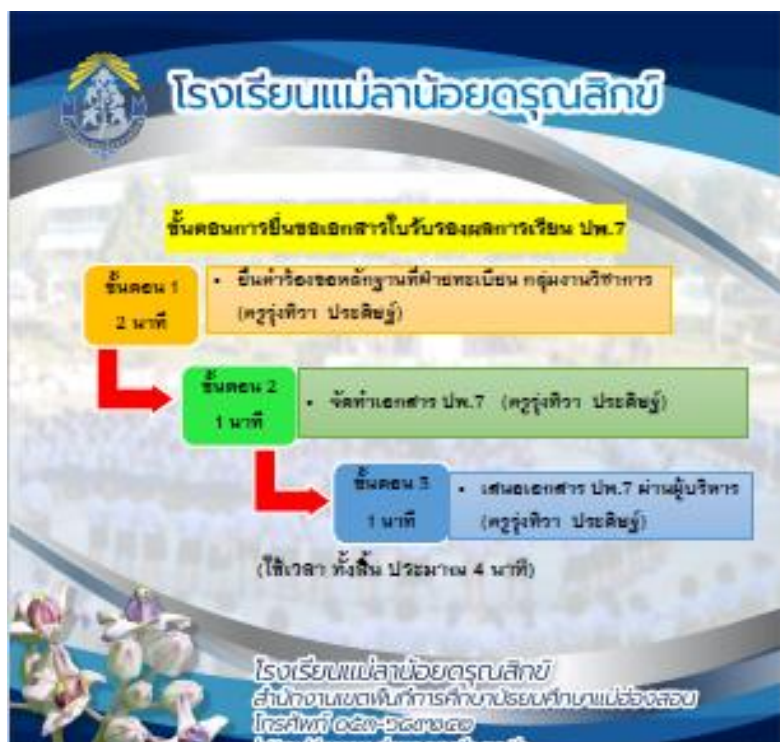 โรงเรียนแม่ลาน้อยดรุณสิกข์
ขั้นตอนการยื่นขอเอกสารใบรับรองผลการเรียน ปพ.7
ขั้นตอน 1
2 นาที
• ยื่นคำร้องขอหลักฐานที่ฝ่ายทะเบียน กลุ่มงานวิชาการ
(ครูรุ่งทิวา ประดิษฐ์)
ขั้นตอน 2
1 นาที
• จัดทำเอกสาร ปพ.7 (ครูรุ่งทิวา ประดิษฐ์)
ขั้นตอน 3
1 นาที
• เสนอเอกสาร ปพ.7 ผ่านผู้บริหาร
(ครูรุ่งทิวา ประดิษฐ์)
(ใช้เวลา ทั้งสิ้น ประมาณ 4 นาที)
โรงเรียนแม่ลาน้อยดรุณสิกข์
สำนักงานเขตพื้นที่การศึกษามัธยมศึกษาแม่ฮ่องสอน
โทรศัพท์